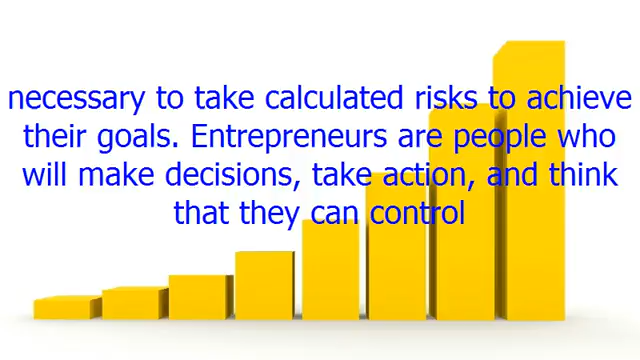 necessary to take calculated risks to achieve
their goals. Entrepreneurs are people who
will make decisions, take action, and think
that they can control